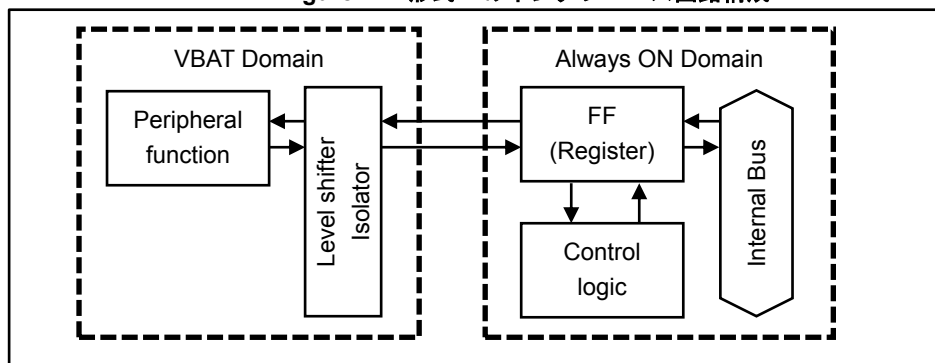 VBAT Domain
Always ON Domain
Peripheral
function
Level shifter
Isolator
FF
(Register)
Control
logic
Internal Bus